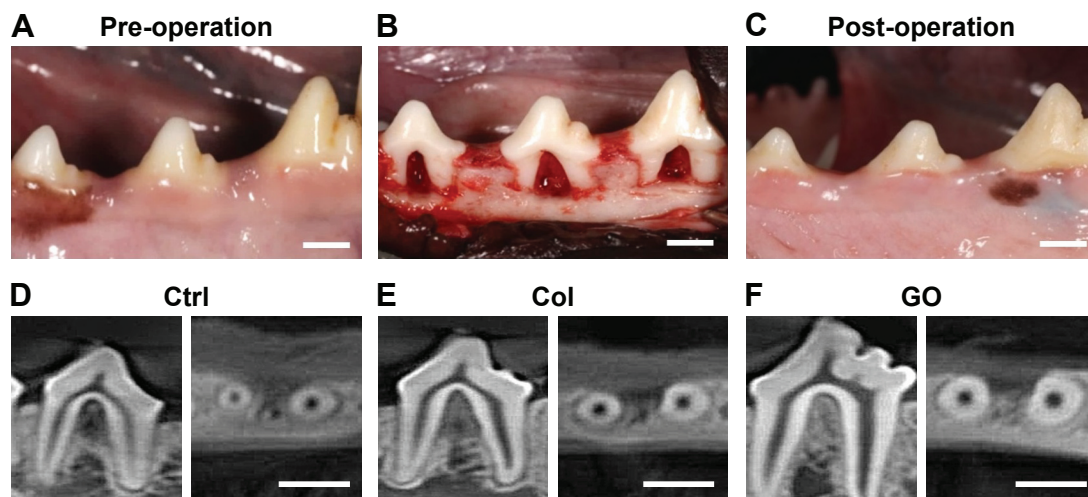 A Pre-operation
B
C Post-operation
D Ctrl
E Col
F GO